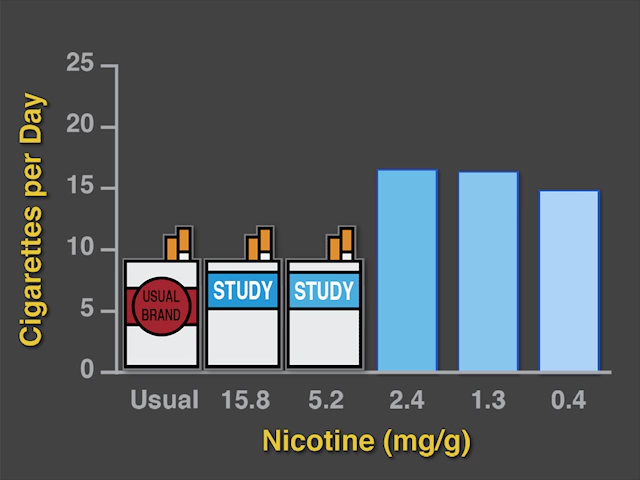 Cigarettes per Day
25
20
15
10
5
0
USUAL
BRAND
STUDY
STUDY
Usual 15.8 5.2 2.4 1.3 0.4
Nicotine (mg/g)